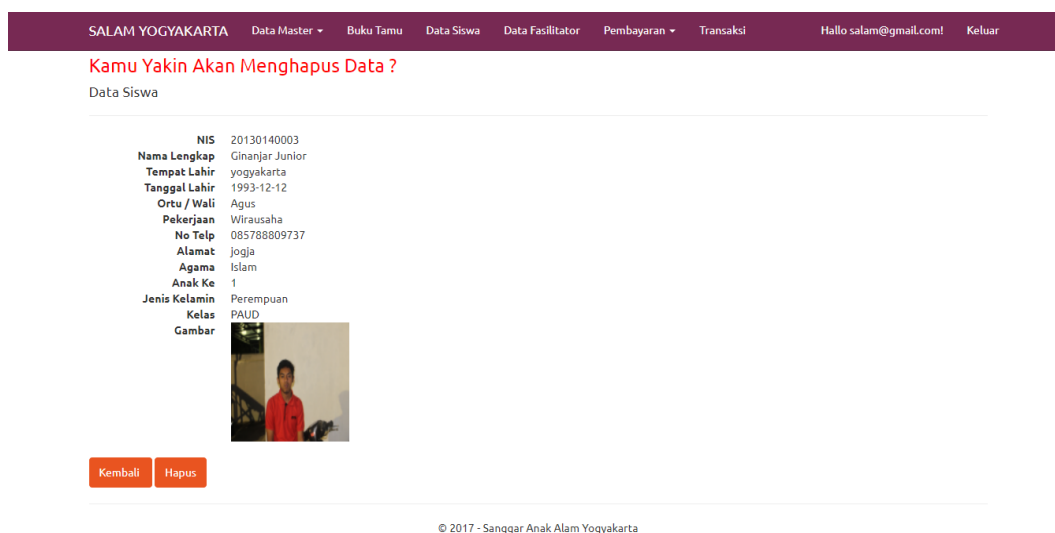 SALAM YOGYAKARTA Data Master Buku Tamu Data Siswa Data Fasilitator Pembayaran Transaksi Hallo salam@gmail.com! Keluar
Kamu Yakin Akan Menghapus Data ?
Data Siswa
NIS 20130140003
Nama Lengkap Ginanjar Junior
Tempat Lahir yogyakarta
Tanggal Lahir 1993-12-12
Ortu / Wali Agus
Pekerjaan Wirausaha
No Telp 085788809737
Alamat jogja
Agama Islam
Anak Ke 1
Jenis Kelamin Perempuan
Kelas PAUD
Gambar
Kembali Hapus
© 2017 - Sanggar Anak Alam Yogyakarta